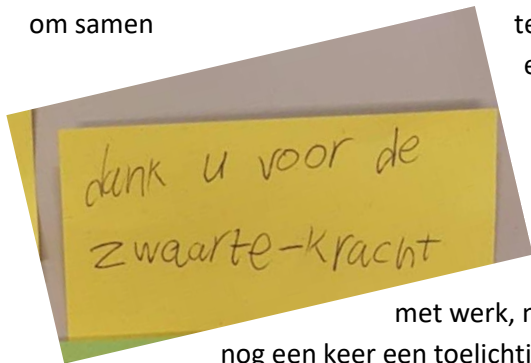 om samen
te
e
dank u voor de
zwaarte-kracht
met werk, n
nog een keer een toelichti